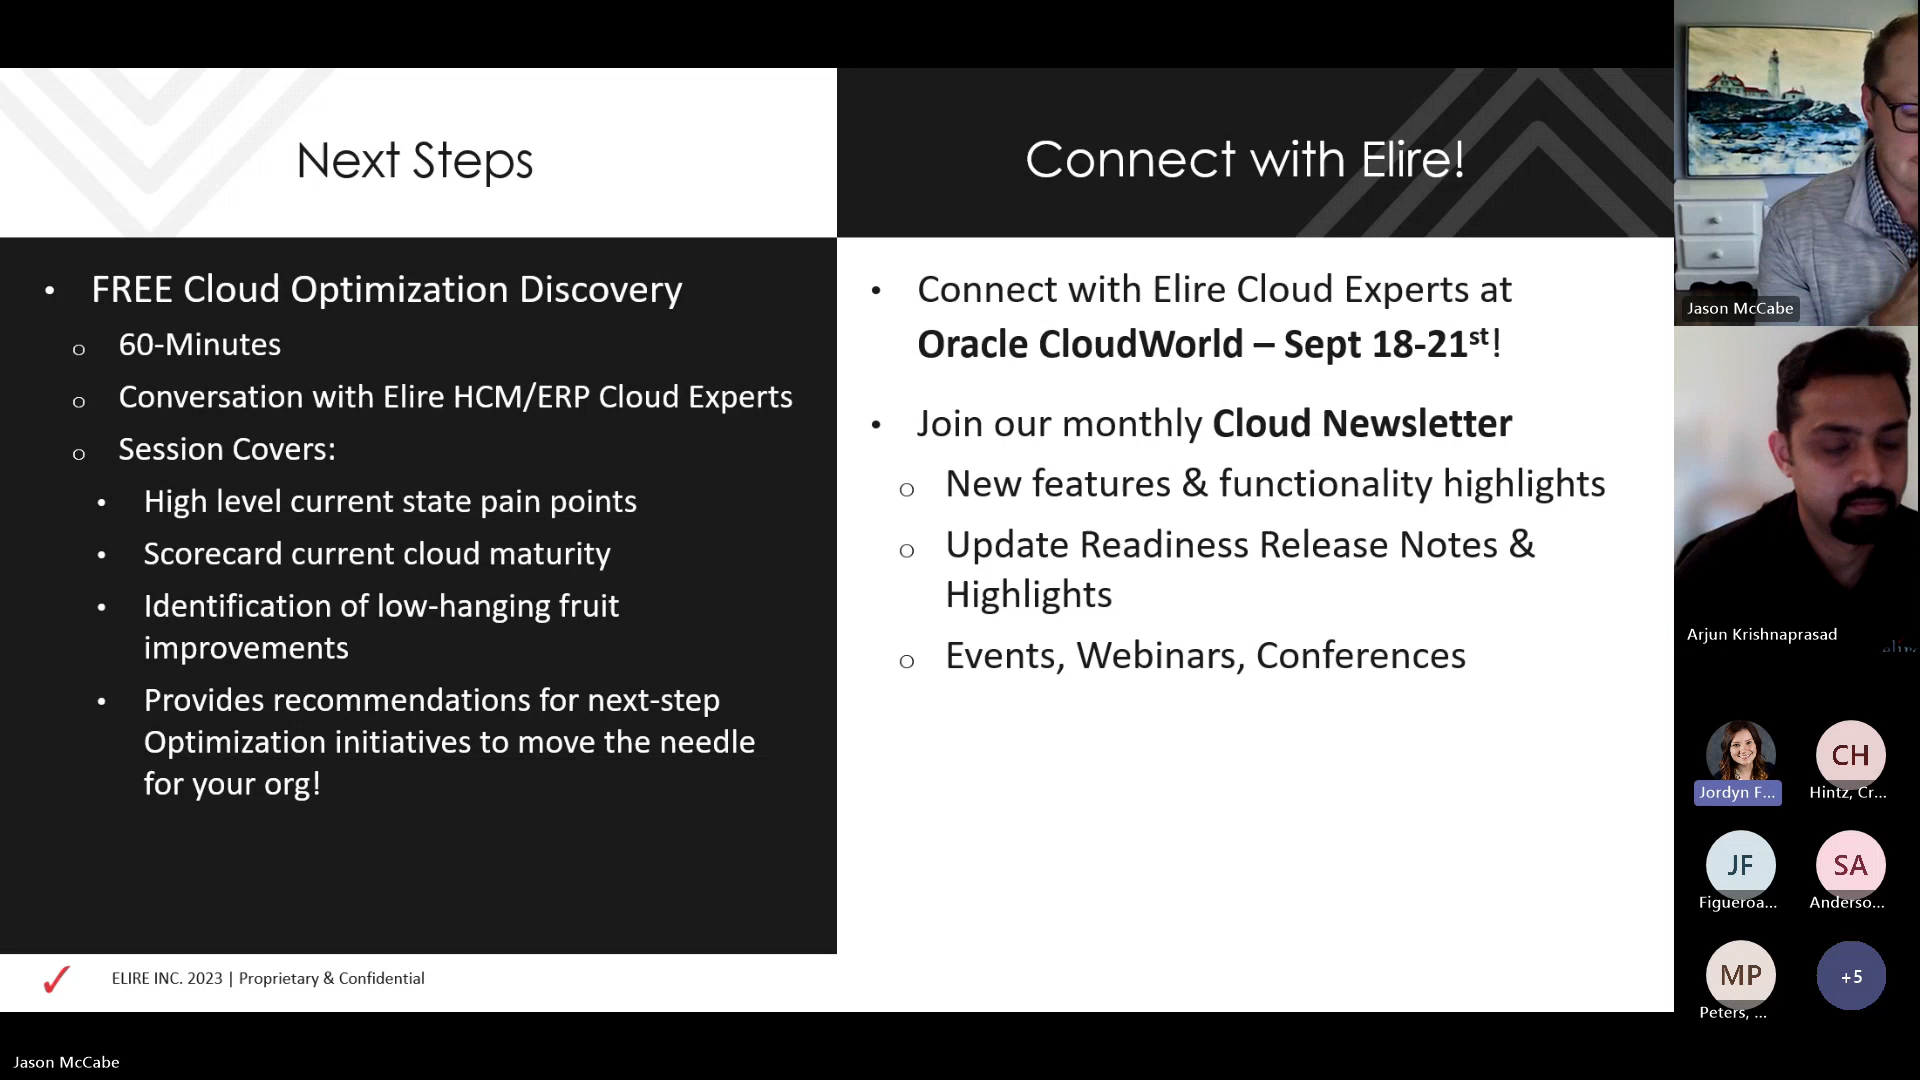 Next Steps
Connect with Elire!
• FREE Cloud Optimization Discovery
o 60-Minutes
o Conversation with Elire HCM/ERP Cloud Experts
o Session Covers:
• High level current state pain points
• Scorecard current cloud maturity
• Identification of low-hanging fruit
improvements
• Provides recommendations for next-step
Optimization initiatives to move the needle
for your org!
• Connect with Elire Cloud Experts at
Oracle CloudWorld – Sept 18-21st!
• Join our monthly Cloud Newsletter
o New features & functionality highlights
o Update Readiness Release Notes &
Highlights
o Events, Webinars, Conferences
ELIRE INC. 2023 | Proprietary & Confidential
Jason McCabe
Jason McCabe
Arjun Krishnaprasad
elire
Jordyn F...
CH
Hintz, Cr...
JF
Figueroa...
SA
Anderso...
MP
Peters, ...
+5